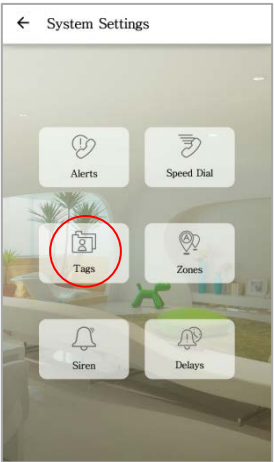 System Settings
Alerts
Speed Dial
Tags
Zones
Siren
Delays